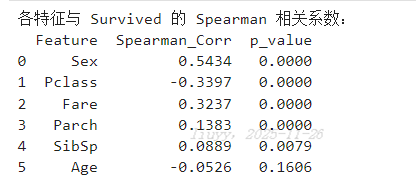 各特征与 Survived 的 Spearman 相关系数:
Feature Spearman_Corr p_value
0 Sex 0.5434 0.0000
1 Pclass -0.3397 0.0000
2 Fare 0.3237 0.0000
3 Parch 0.1383 0.0000
4 SibSp 0.0889 0.0079
5 Age -0.0526 0.1606